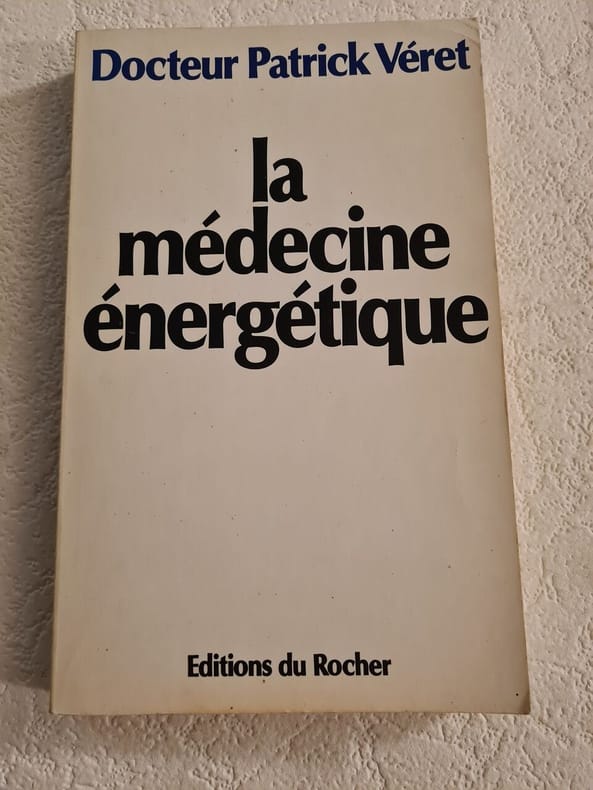 Docteur Patrick Véret
la
médecine
énergétique
Editions du Rocher